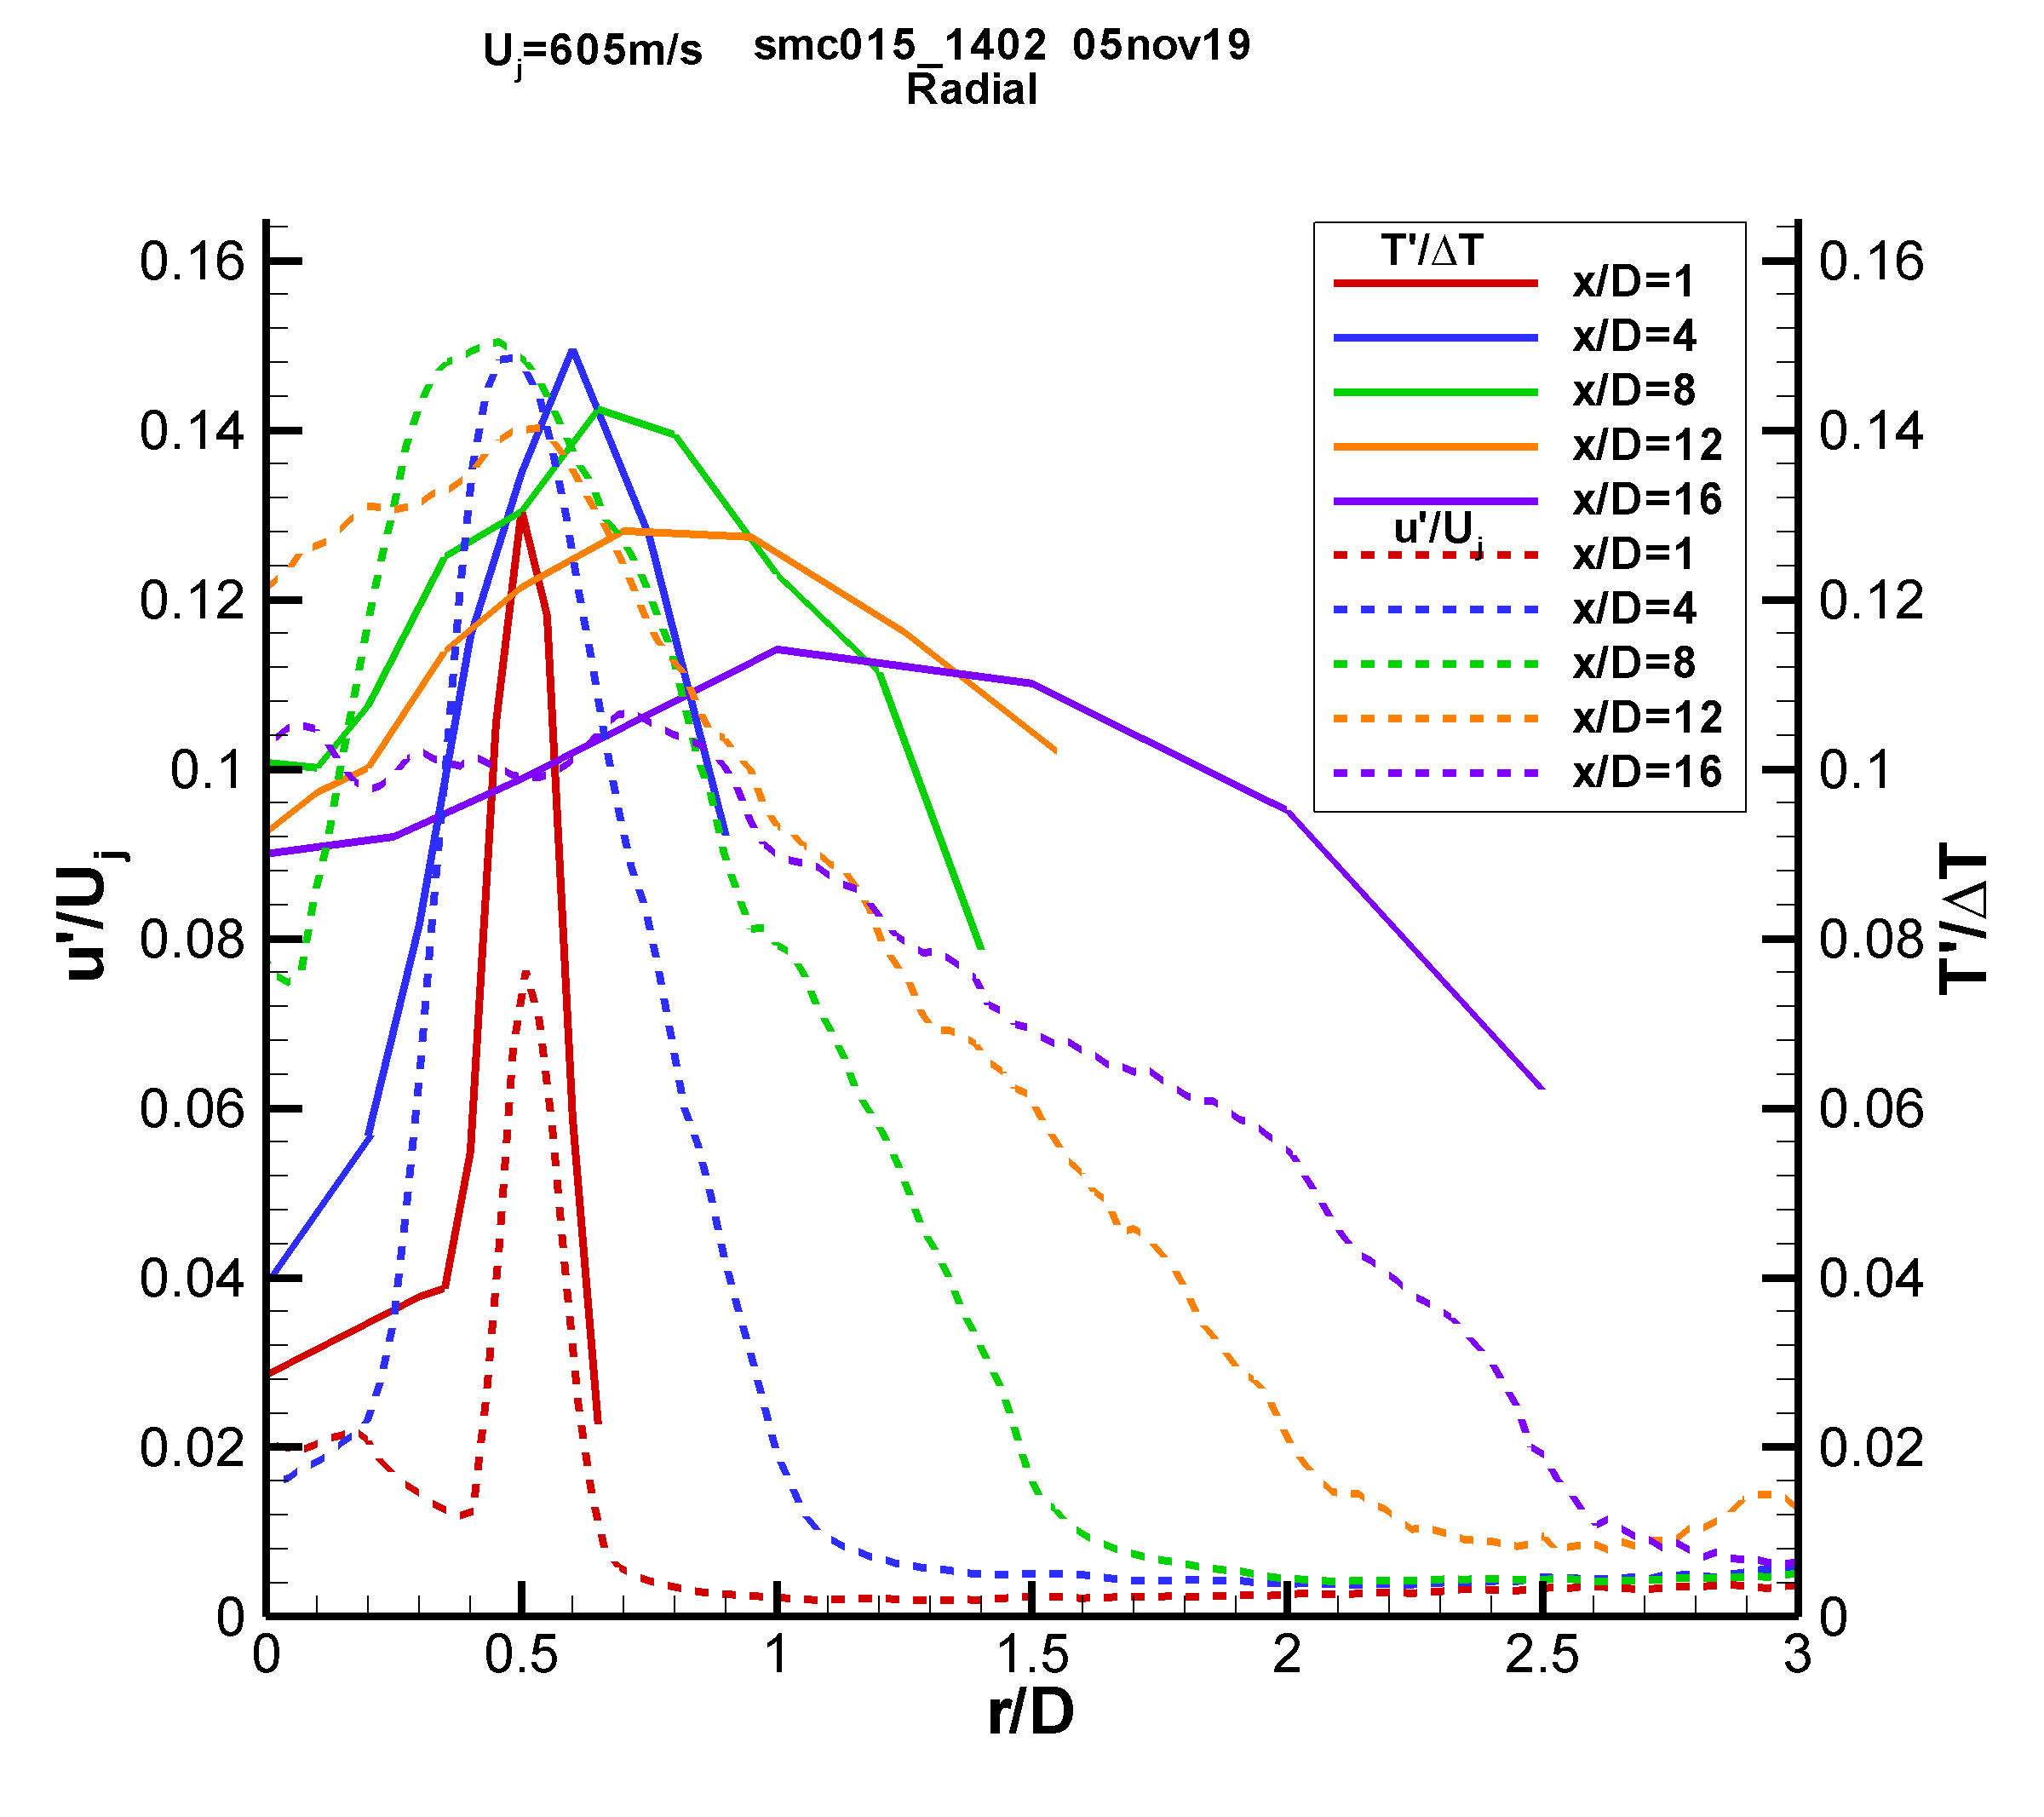 Uj=605m/s smc015_1402 05nov19
Radial
T'/ΔT
x/D=1
x/D=4
x/D=8
x/D=12
x/D=16
u'/Uj
x/D=1
x/D=4
x/D=8
x/D=12
x/D=16
u'/Uj
0.16
0.14
0.12
0.1
0.08
0.06
0.04
0.02
0
T'/ΔT
0.16
0.14
0.12
0.1
0.08
0.06
0.04
0.02
0
0 0.5 1 1.5 2 2.5 3
r/D